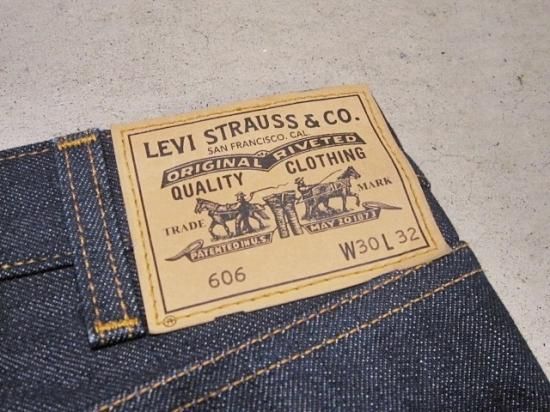 LEVI STRAUSS & CO.
SAN FRANCISCO, CAL.
ORIGINAL RIVETED
QUALITY CLOTHING
TRADE MARK
PATENTED IN U.S. MAY 20 1873
606 W30 L 32